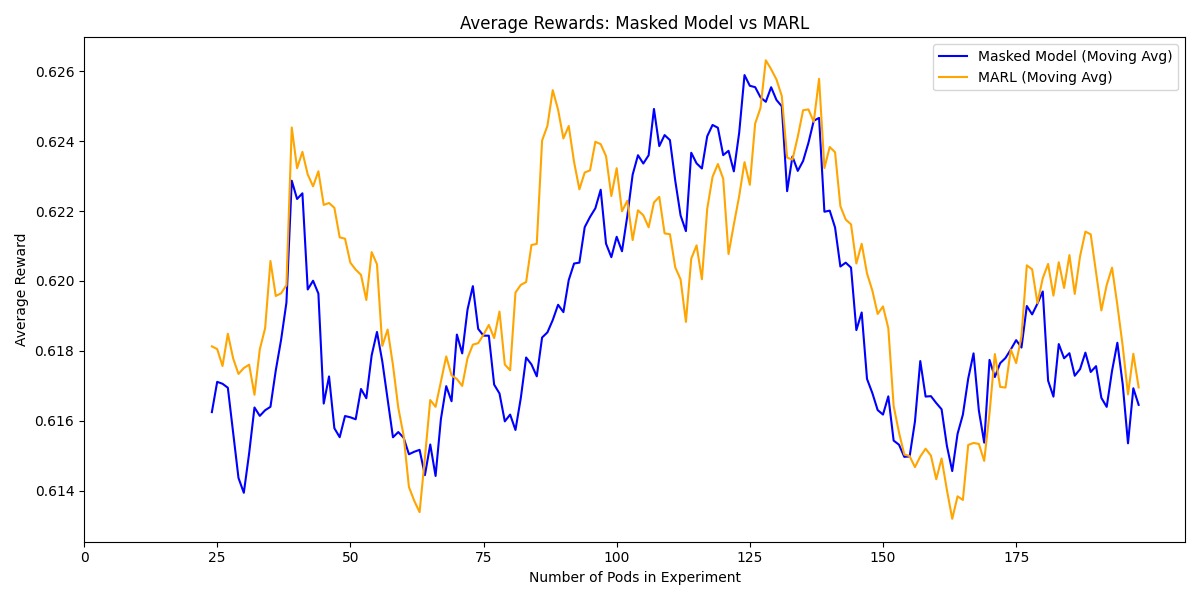 Average Rewards: Masked Model vs MARL
Masked Model (Moving Avg)
MARL (Moving Avg)
Average Reward
0.626
0.624
0.622
0.620
0.618
0.616
0.614
0 25 50 75 100 125 150 175
Number of Pods in Experiment